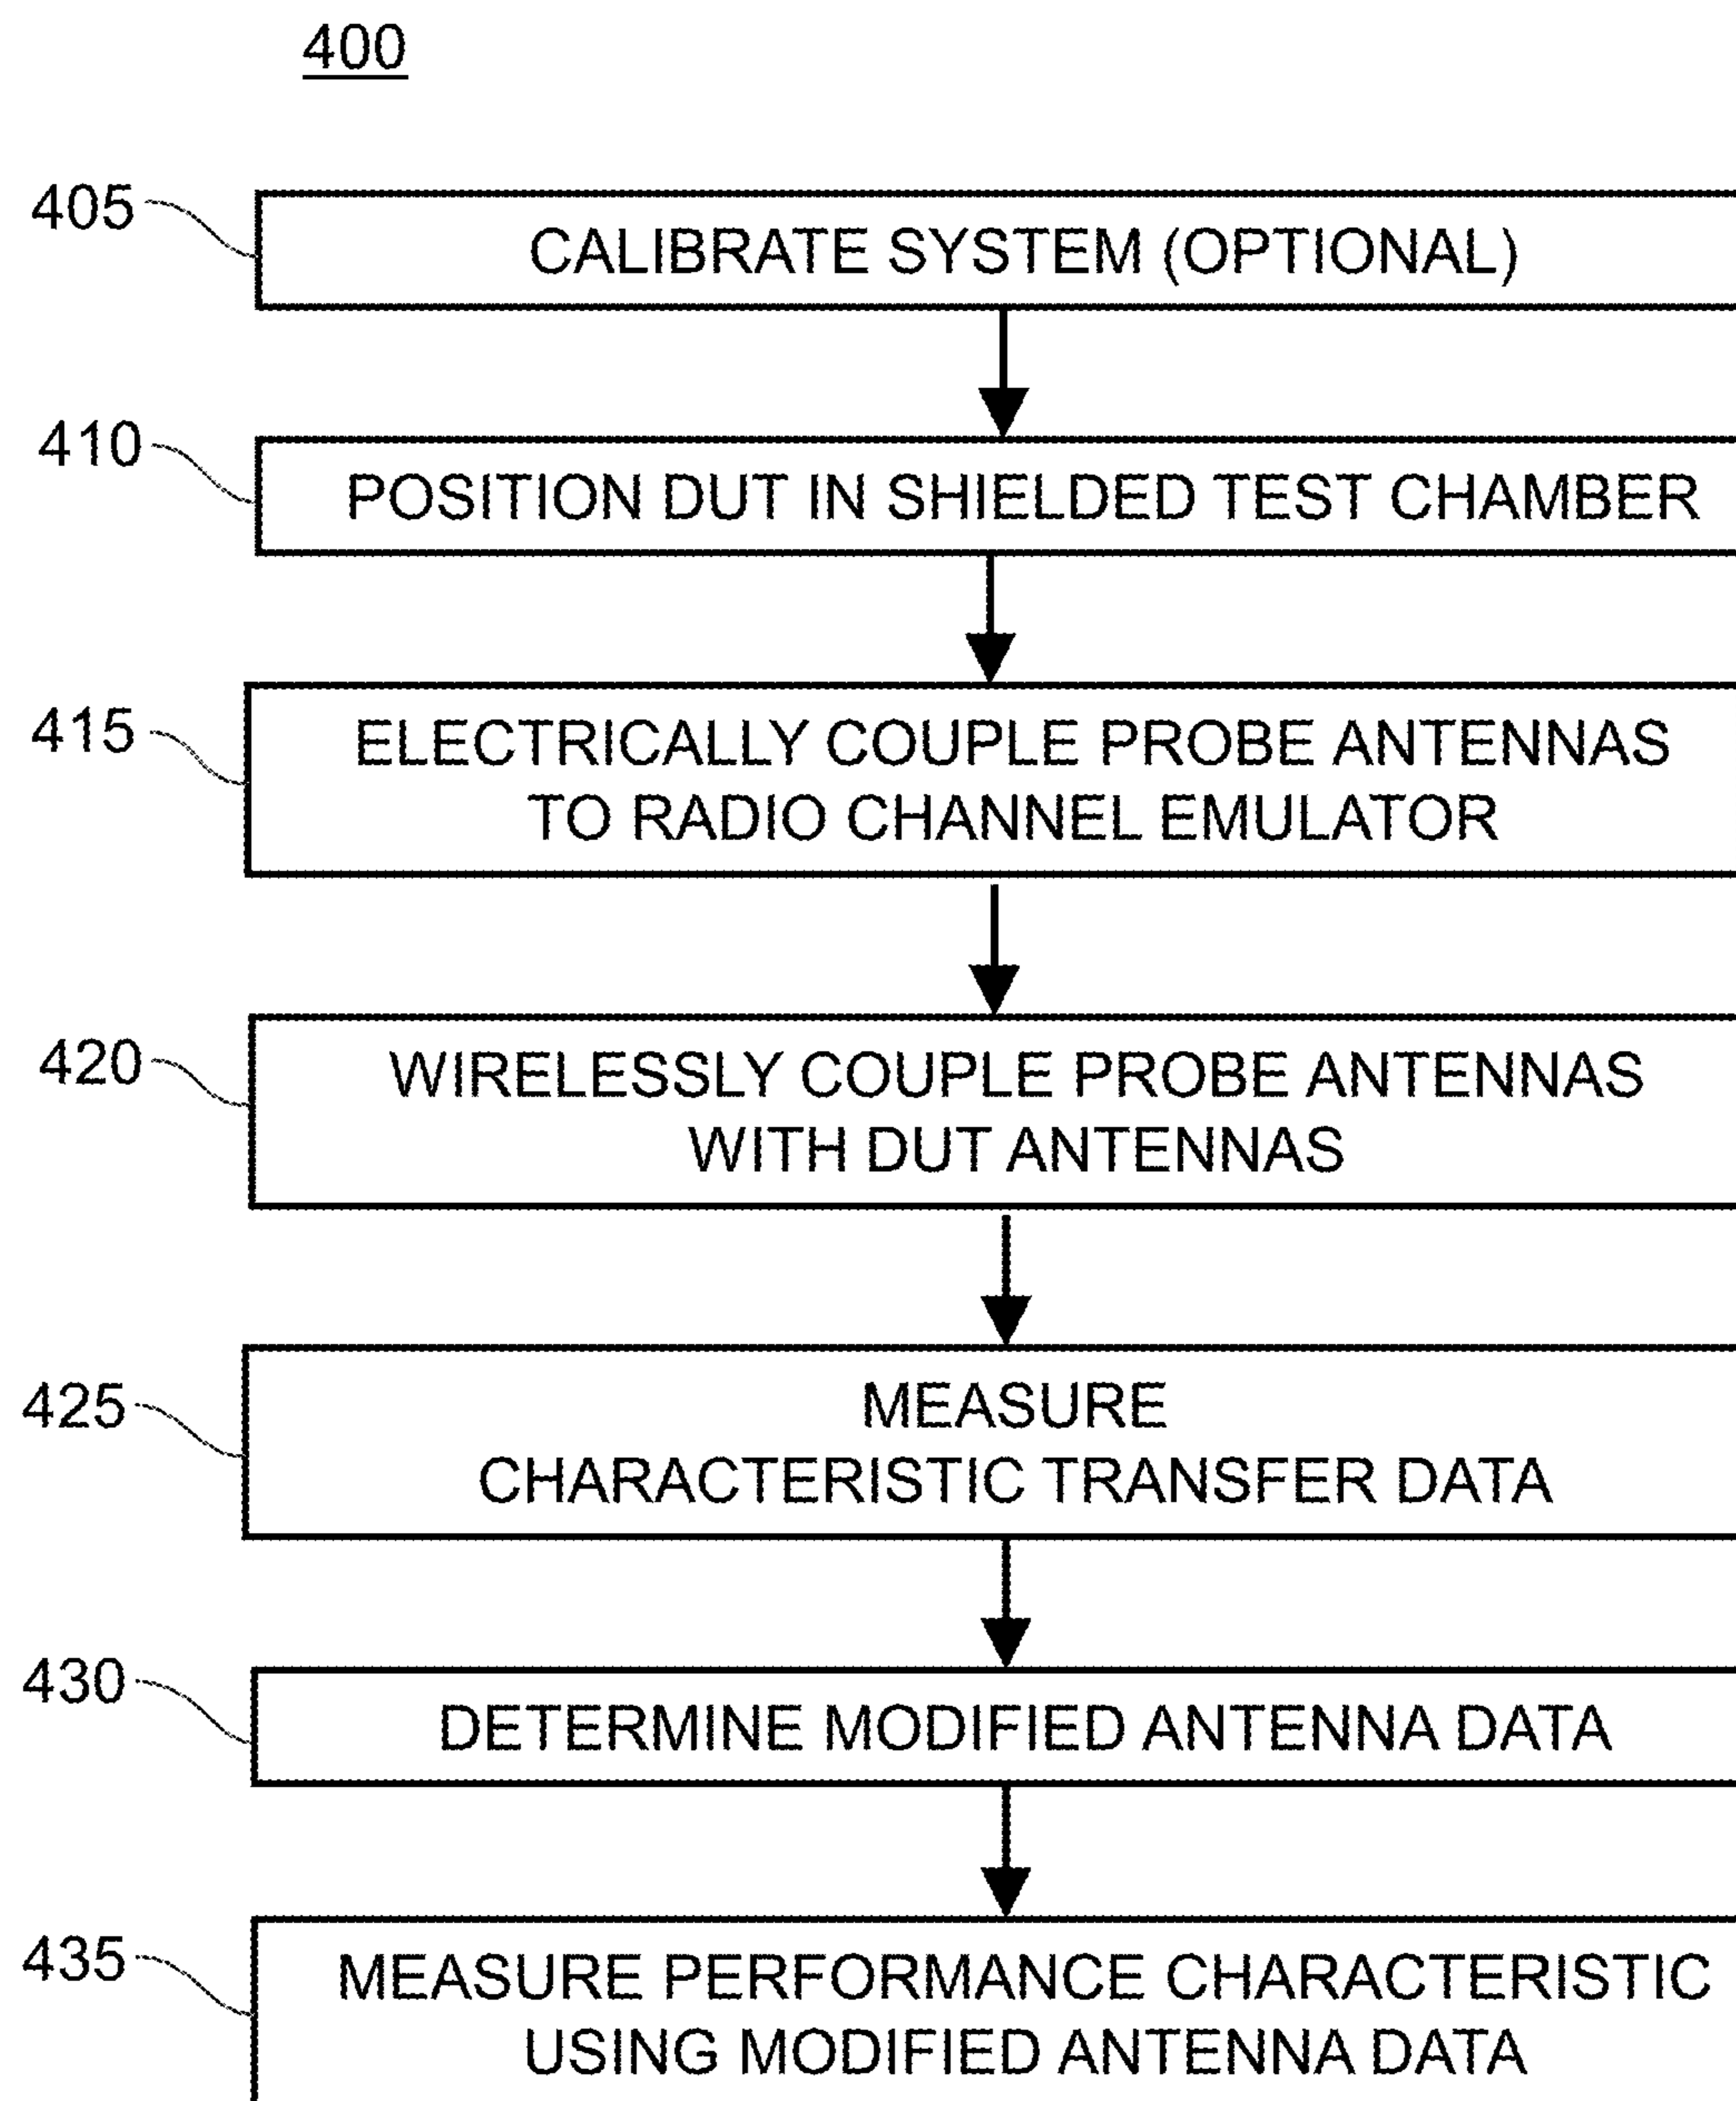 400
405
CALIBRATE SYSTEM (OPTIONAL)
410
POSITION DUT IN SHIELDED TEST CHAMBER
415
ELECTRICALLY COUPLE PROBE ANTENNAS
TO RADIO CHANNEL EMULATOR
420
WIRELESSLY COUPLE PROBE ANTENNAS
WITH DUT ANTENNAS
425
MEASURE
CHARACTERISTIC TRANSFER DATA
430
DETERMINE MODIFIED ANTENNA DATA
435
MEASURE PERFORMANCE CHARACTERISTIC
USING MODIFIED ANTENNA DATA